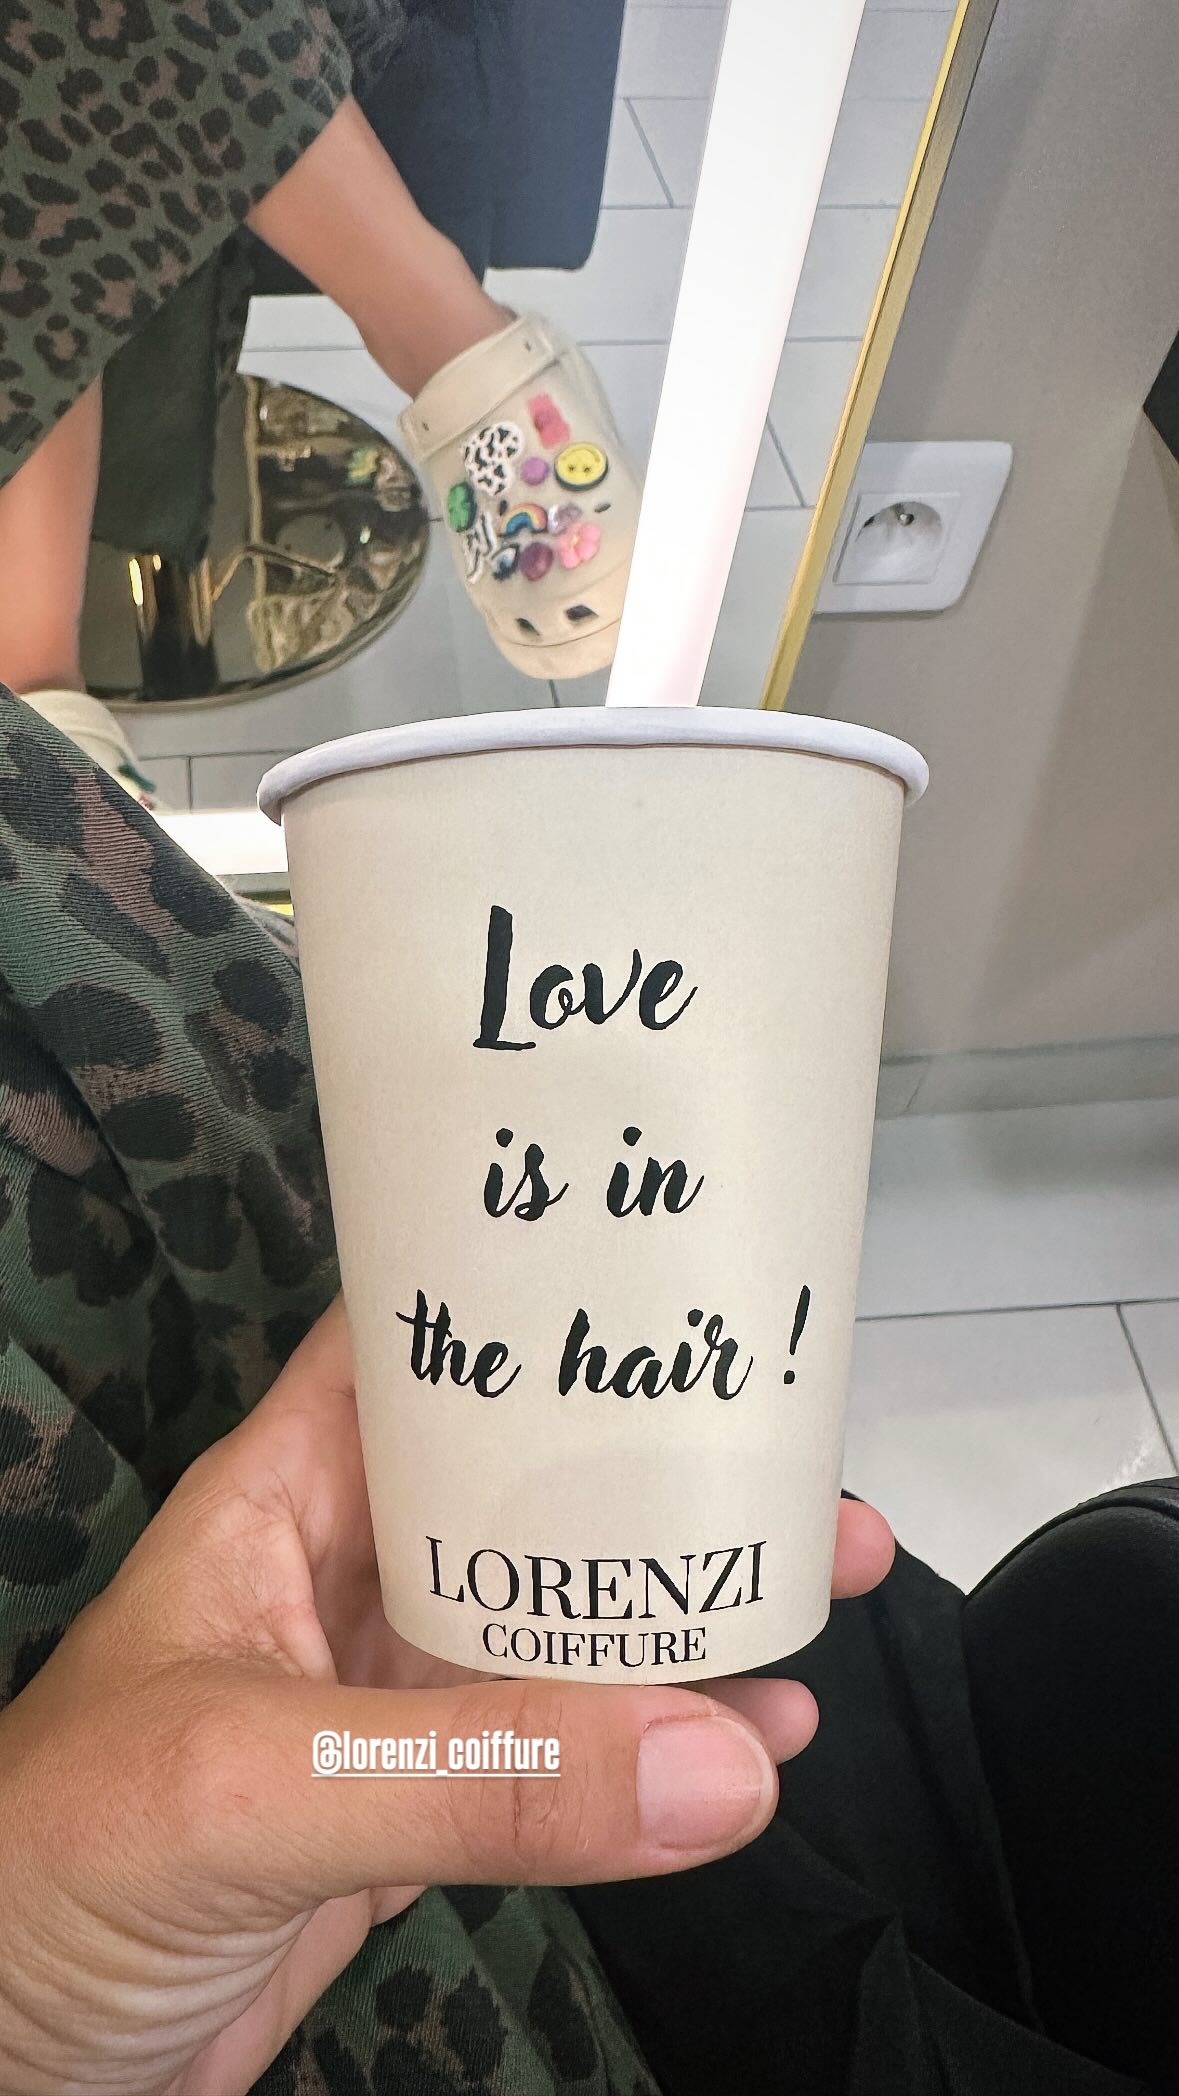 Love
is in
the hair !
LORENZI
COIFFURE
@lorenzi_coiffure